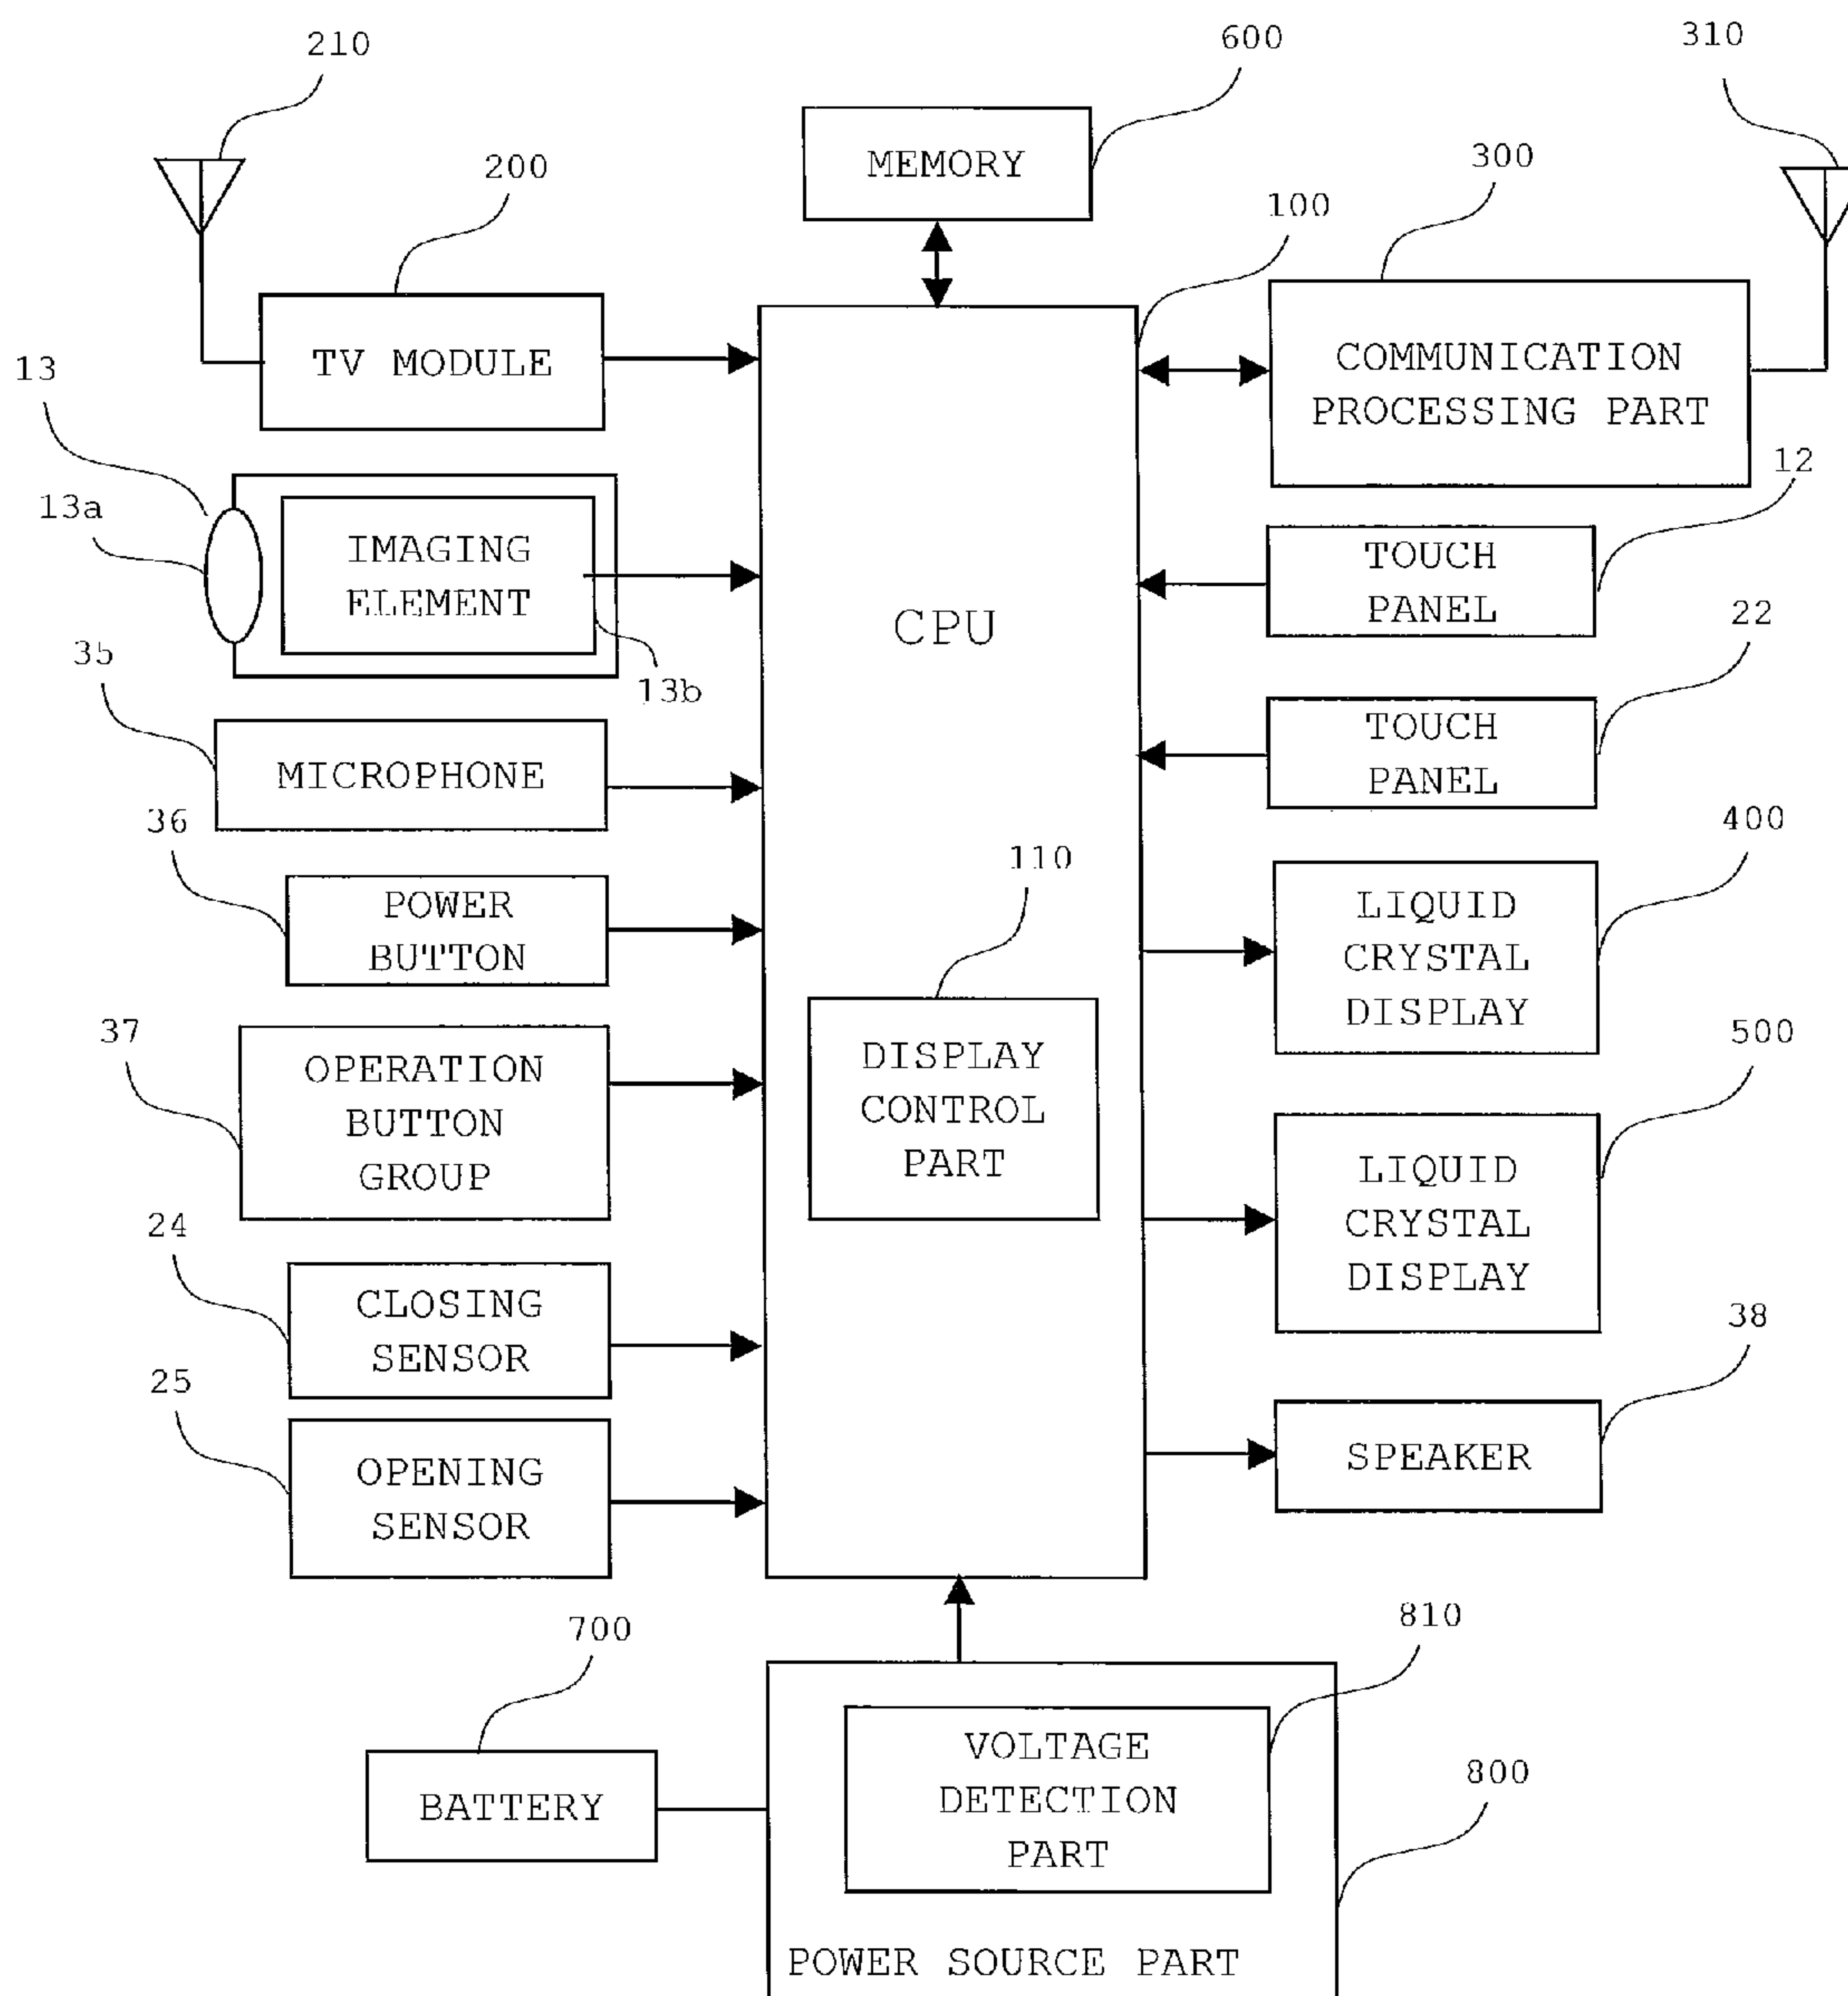 210
600
310
200
MEMORY
300
100
TV MODULE
COMMUNICATION
PROCESSING PART
13
13a
12
IMAGING
ELEMENT
TOUCH
PANEL
CPU
22
35
13b
MICROPHONE
TOUCH
PANEL
36
400
110
POWER
BUTTON
LIQUID
CRYSTAL
DISPLAY
37
500
OPERATION
BUTTON
GROUP
DISPLAY
CONTROL
PART
LIQUID
CRYSTAL
DISPLAY
24
CLOSING
SENSOR
38
25
OPENING
SENSOR
SPEAKER
700
810
VOLTAGE
DETECTION
PART
800
BATTERY
POWER SOURCE PART